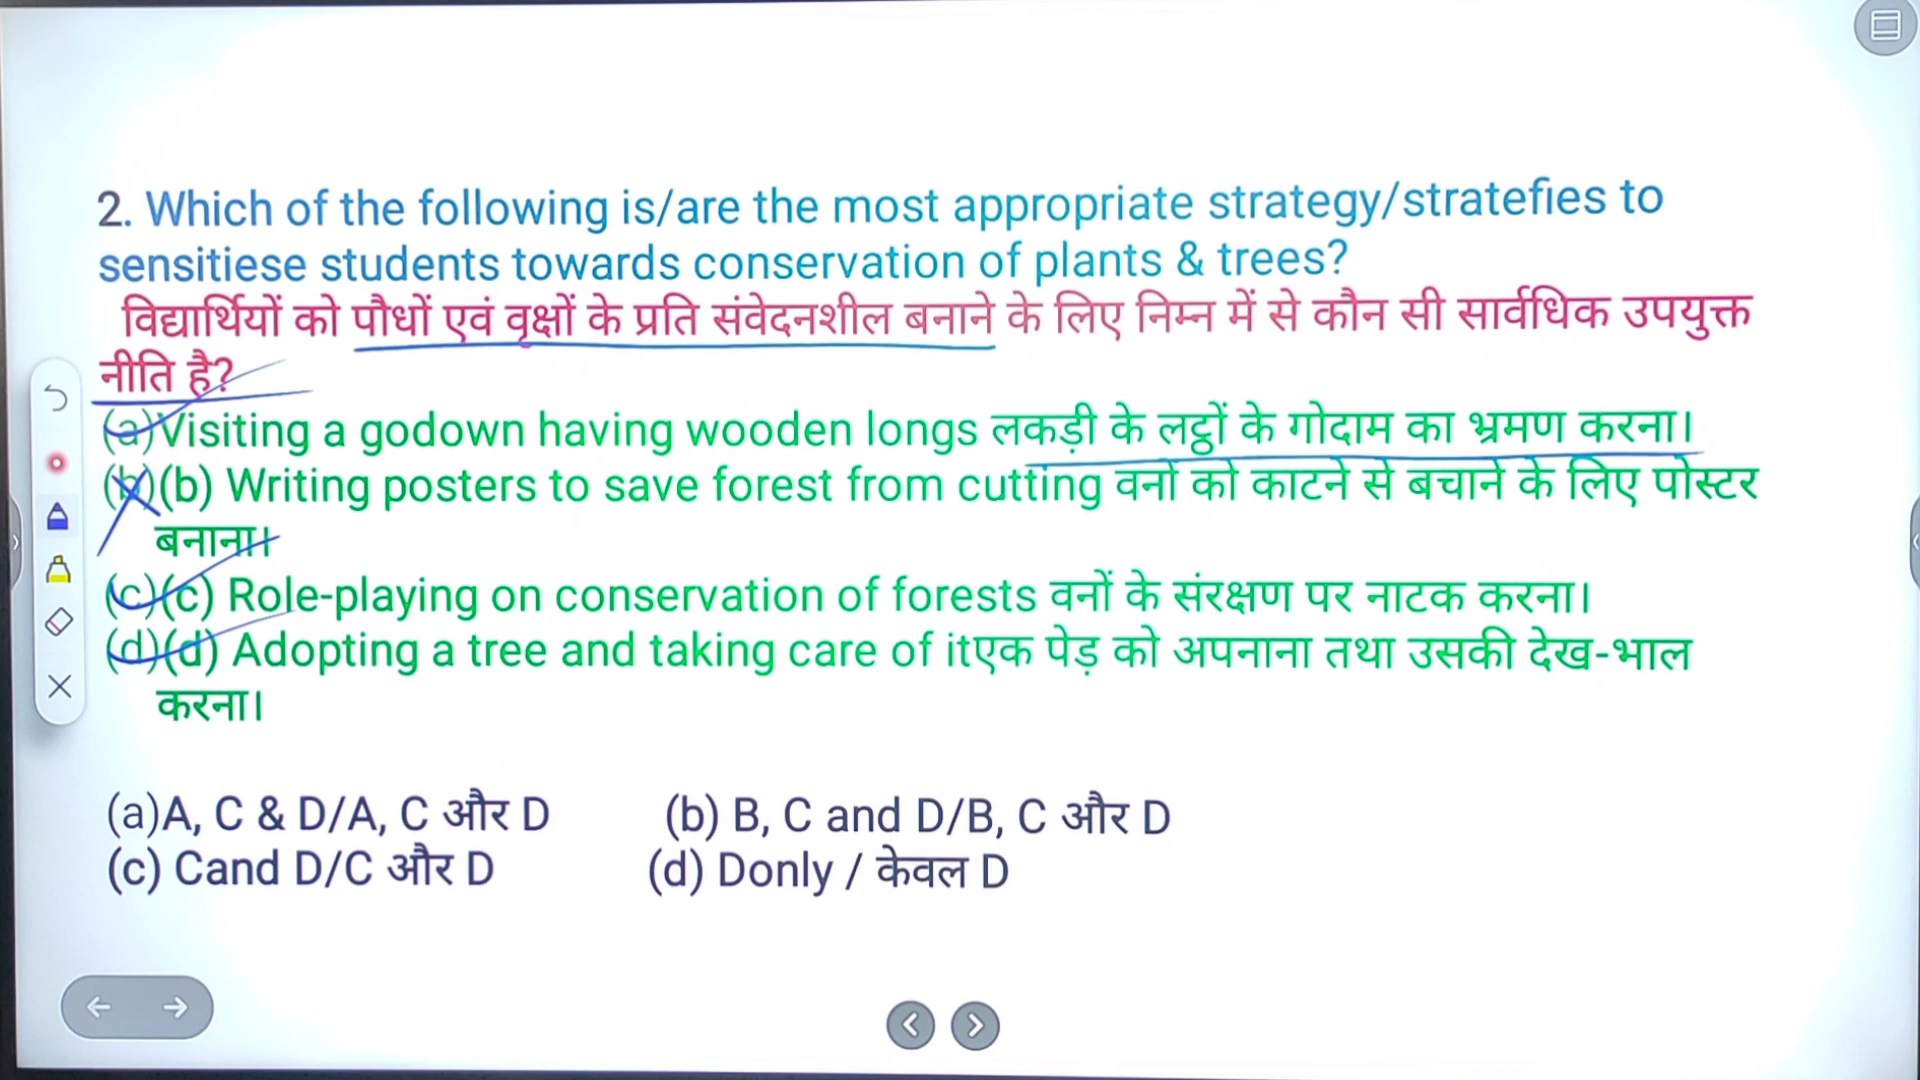 2. Which of the following is/are the most appropriate strategy/stratefies to
sensitiese students towards conservation of plants & trees?
विद्यार्थियों को पौधों एवं वृक्षों के प्रति संवेदनशील बनाने के लिए निम्न में से कौन सी सार्वधिक उपयुक्त
नीति है?
(a)Visiting a godown having wooden longs लकड़ी के लट्ठों के गोदाम का भ्रमण करना।
(b)(b) Writing posters to save forest from cutting वनों को काटने से बचाने के लिए पोस्टर
बनाना।
(c)(c) Role-playing on conservation of forests वनों के संरक्षण पर नाटक करना।
(d)(d) Adopting a tree and taking care of itएक पेड़ को अपनाना तथा उसकी देख-भाल
करना।
(a)A, C & D/A, C और D (b) B, C and D/B, C और D
(c) Cand D/C और D (d) Donly / केवल D